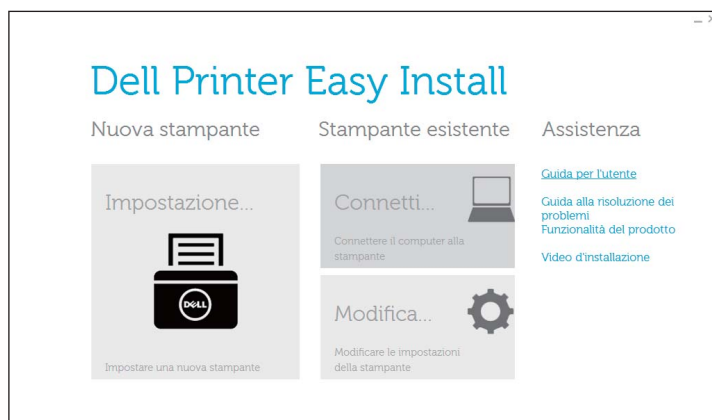 Dell Printer Easy Install
Nuova stampante
Stampante esistente
Assistenza
Impostazione...
DELL
Impostare una nuova stampante
Connetti...
Connettere il computer alla
stampante
Modifica...
Modificare le impostazioni
della stampante
Guida per l'utente
Guida alla risoluzione dei
problemi
Funzionalità del prodotto
Video d'installazione